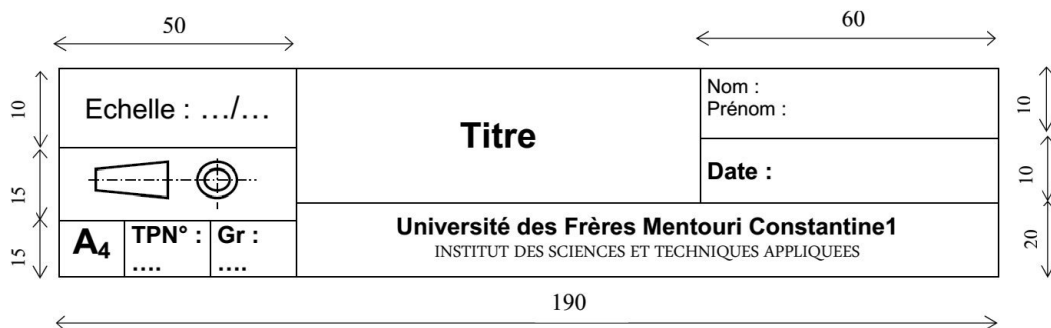 50
60
10
Echelle : …/…
Titre
Nom :
Prénom :
10
15
Date :
10
15
A4
TPN° :
....
Gr :
....
Université des Frères Mentouri Constantine1
INSTITUT DES SCIENCES ET TECHNIQUES APPLIQUEES
20
190